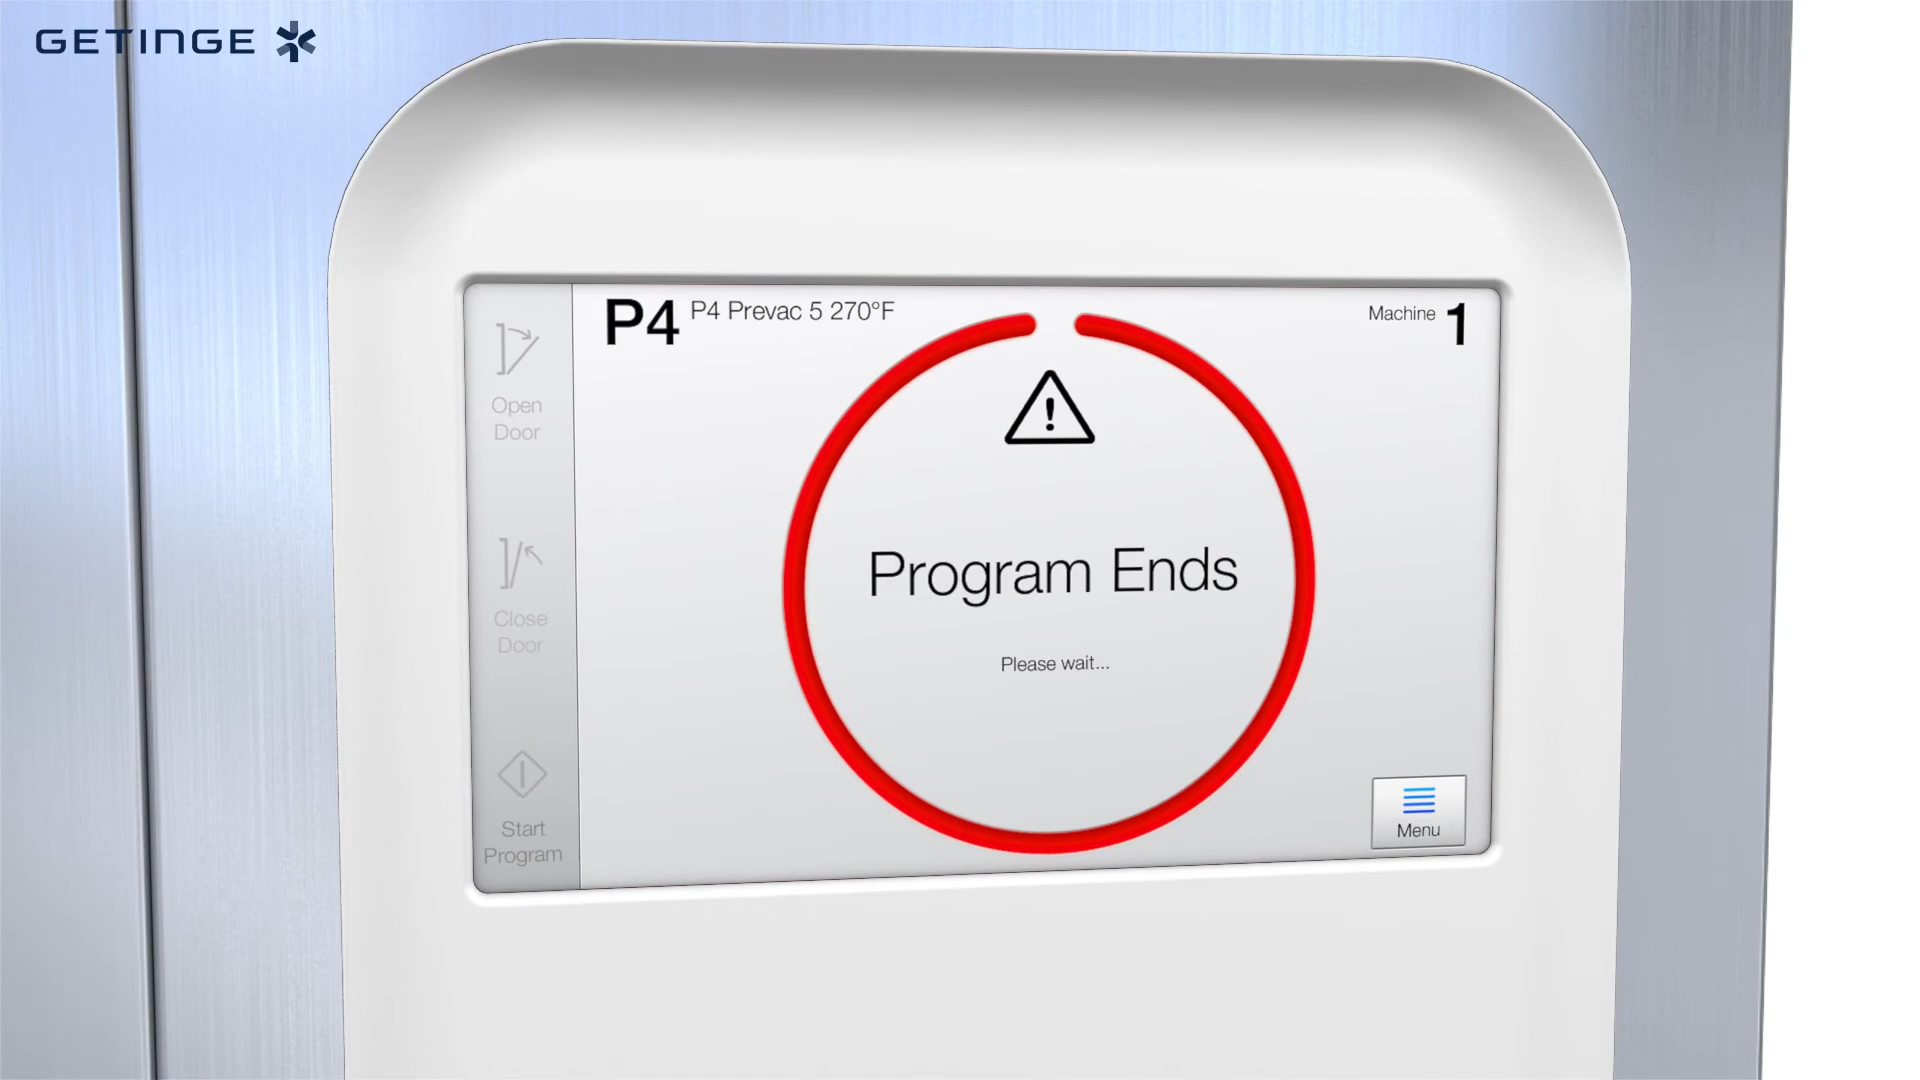 GETINGE
P4 P4 Prevac 5 270°F
Machine 1
Open
Door
Close
Door
Start
Program
Program Ends
Please wait...
Menu